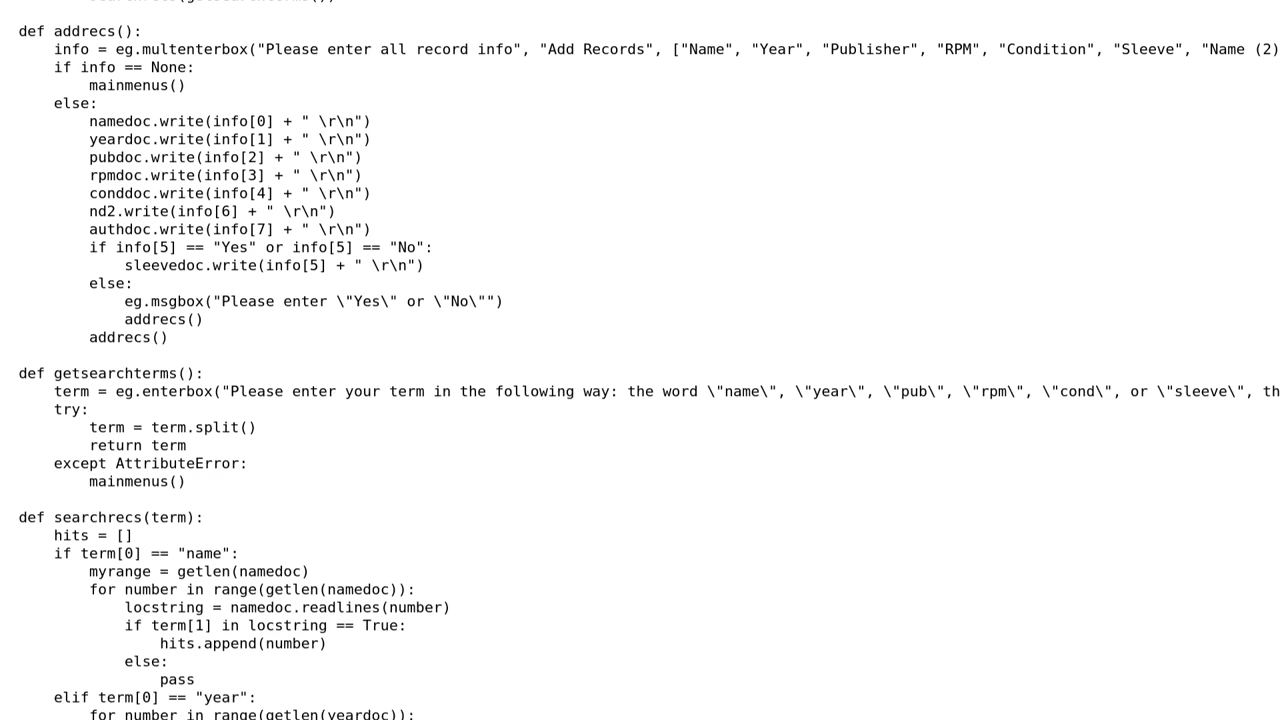 def addrecs():
    info = eg.multenterbox("Please enter all record info", "Add Records", ["Name", "Year", "Publisher", "RPM", "Condition", "Sleeve", "Name (2)
    if info == None:
        mainmenus()
    else:
        namedoc.write(info[0] + " \r\n")
        yeardoc.write(info[1] + " \r\n")
        pubdoc.write(info[2] + " \r\n")
        rpmdoc.write(info[3] + " \r\n")
        conddoc.write(info[4] + " \r\n")
        nd2.write(info[6] + " \r\n")
        authdoc.write(info[7] + " \r\n")
        if info[5] == "Yes" or info[5] == "No":
            sleevedoc.write(info[5] + " \r\n")
        else:
            eg.msgbox("Please enter \"Yes\" or \"No\"")
            addrecs()
        addrecs()

def getsearchterms():
    term = eg.enterbox("Please enter your term in the following way: the word \"name\", \"year\", \"pub\", \"rpm\", \"cond\", or \"sleeve\", th
    try:
        term = term.split()
        return term
    except AttributeError:
        mainmenus()

def searchrecs(term):
    hits = []
    if term[0] == "name":
        myrange = getlen(namedoc)
        for number in range(getlen(namedoc)):
            locstring = namedoc.readlines(number)
            if term[1] in locstring == True:
                hits.append(number)
            else:
                pass
    elif term[0] == "year":
        for number in range(getlen(yeardoc)):